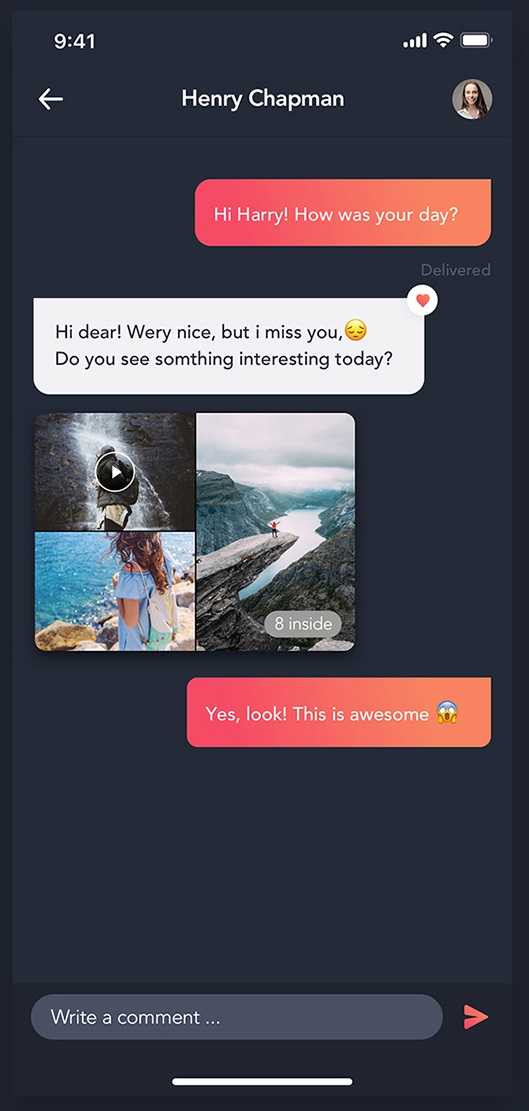 9:41
Henry Chapman
Hi Harry! How was your day?
Delivered
Hi dear! Wery nice, but i miss you,😔
Do you see somthing interesting today?
8 inside
Yes, look! This is awesome 😱
Write a comment ...